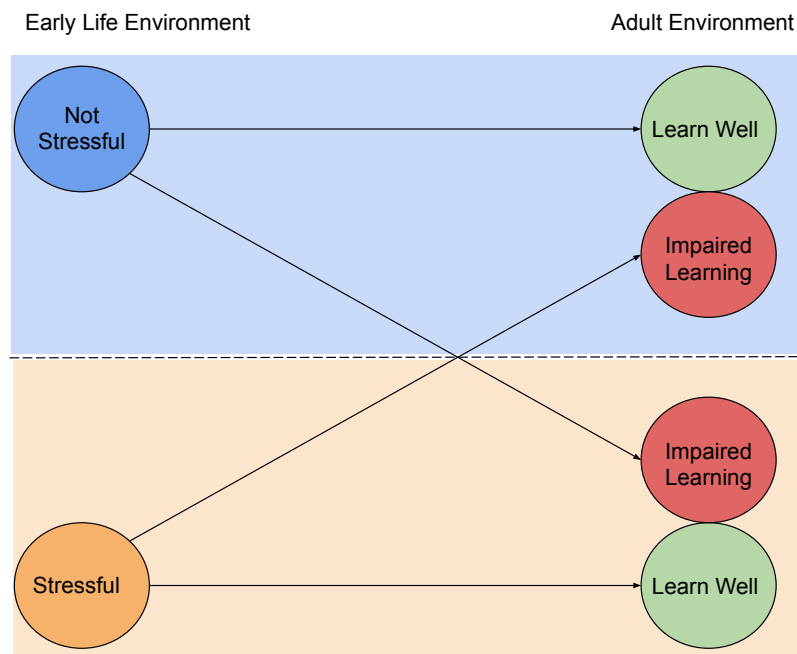 Early Life Environment
Adult Environment
Not
Stressful
Learn Well
Impaired
Learning
Impaired
Learning
Stressful
Learn Well